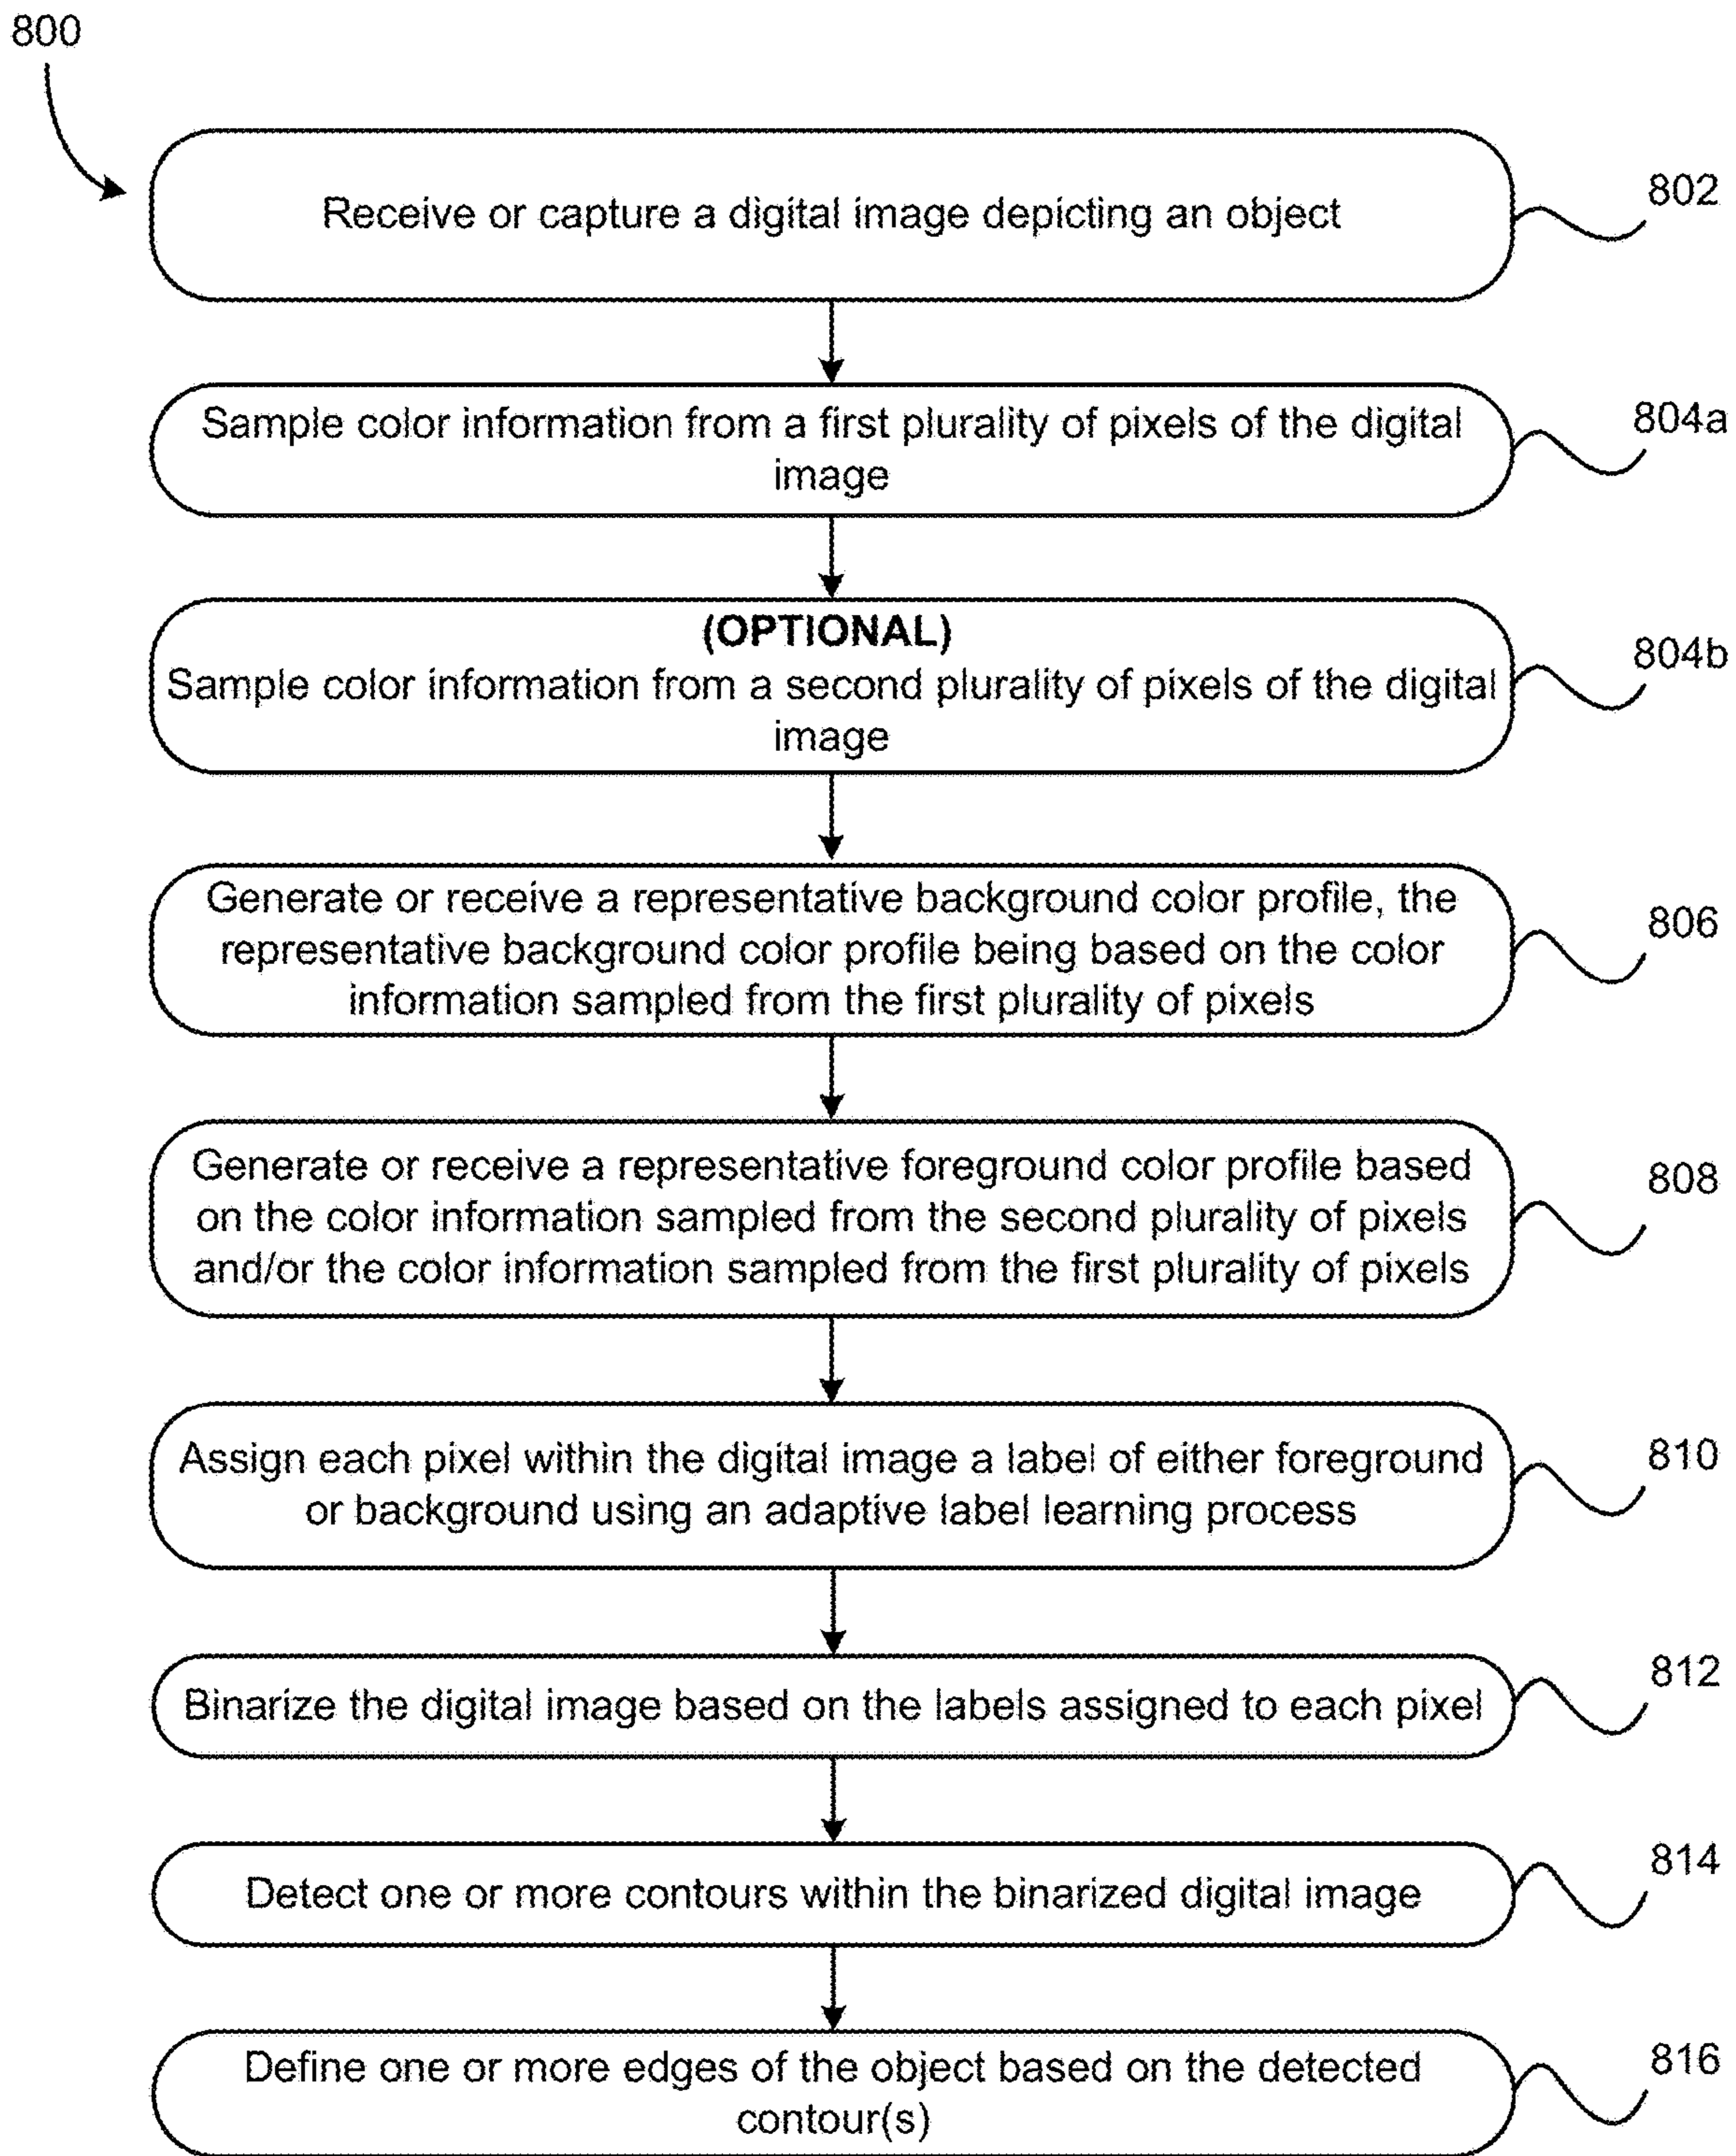 800
Receive or capture a digital image depicting an object
802
Sample color information from a first plurality of pixels of the digital
image
804a
(OPTIONAL)
Sample color information from a second plurality of pixels of the digital
image
804b
Generate or receive a representative background color profile, the
representative background color profile being based on the color
information sampled from the first plurality of pixels
806
Generate or receive a representative foreground color profile based
on the color information sampled from the second plurality of pixels
and/or the color information sampled from the first plurality of pixels
808
Assign each pixel within the digital image a label of either foreground
or background using an adaptive label learning process
810
Binarize the digital image based on the labels assigned to each pixel
812
Detect one or more contours within the binarized digital image
814
Define one or more edges of the object based on the detected
contour(s)
816